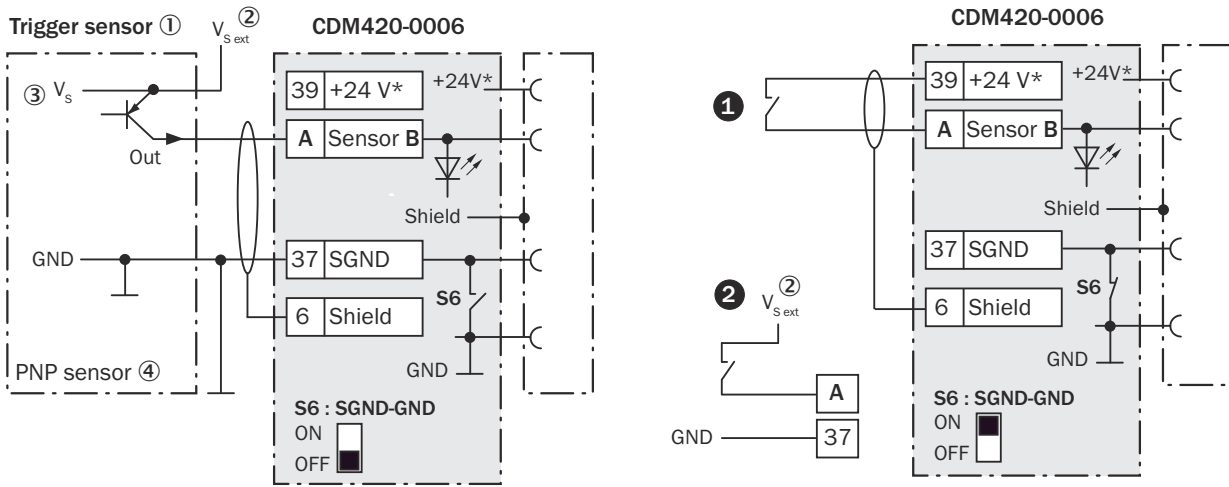 Trigger sensor ①
V S ext ②
CDM420-0006
③ VS
39 +24 V*
+24V*
A Sensor B
Out
Shield
GND
37 SGND
S6
6 Shield
GND
PNP sensor ④
S6 : SGND-GND
ON
OFF
CDM420-0006
❶
39 +24 V*
+24V*
A Sensor B
Shield
37 SGND
❷
V S ext ②
S6
6 Shield
GND
A
S6 : SGND-GND
ON
GND
37
OFF